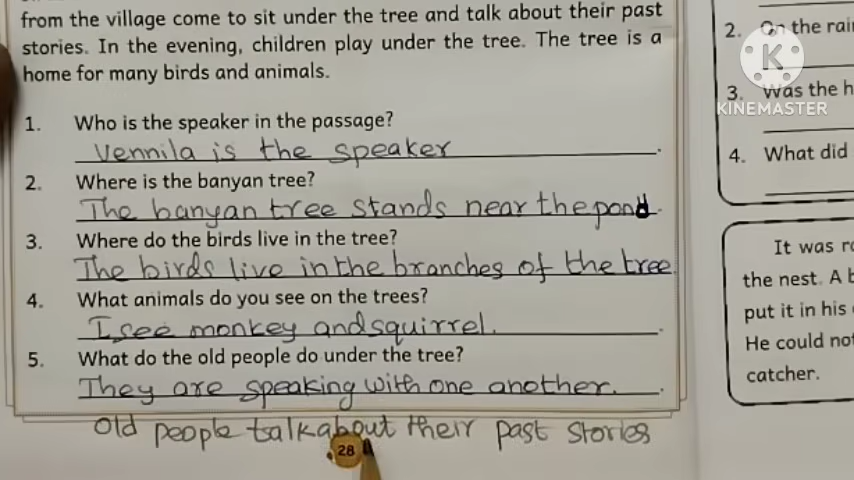 from the village come to sit under the tree and talk about their past
stories. In the evening, children play under the tree. The tree is a
home for many birds and animals.
1. Who is the speaker in the passage?
Vennila is the speaker .
2. Where is the banyan tree?
The banyan tree stands near the pond.
3. Where do the birds live in the tree?
The birds live in the branches of the tree.
4. What animals do you see on the trees?
I see monkey and squirrel. .
5. What do the old people do under the tree?
They are speaking with one another. .
old people talk about their past stories
28
2. On the rai
3. Was the h
4. What did
It was r
the nest. A b
put it in his
He could no
catcher.
K
KINEMASTER